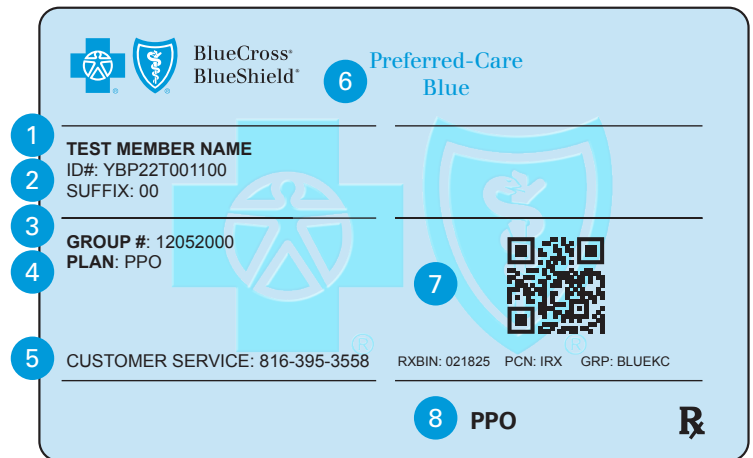 BlueCross®
BlueShield®
6
Preferred-Care
Blue
1
TEST MEMBER NAME
2
ID#: YBP22T001100
SUFFIX: 00
3
GROUP #: 12052000
4
PLAN: PPO
7
5
CUSTOMER SERVICE: 816-395-3558
RXBIN: 021825 PCN: IRX GRP: BLUEKC
8
PPO
℞